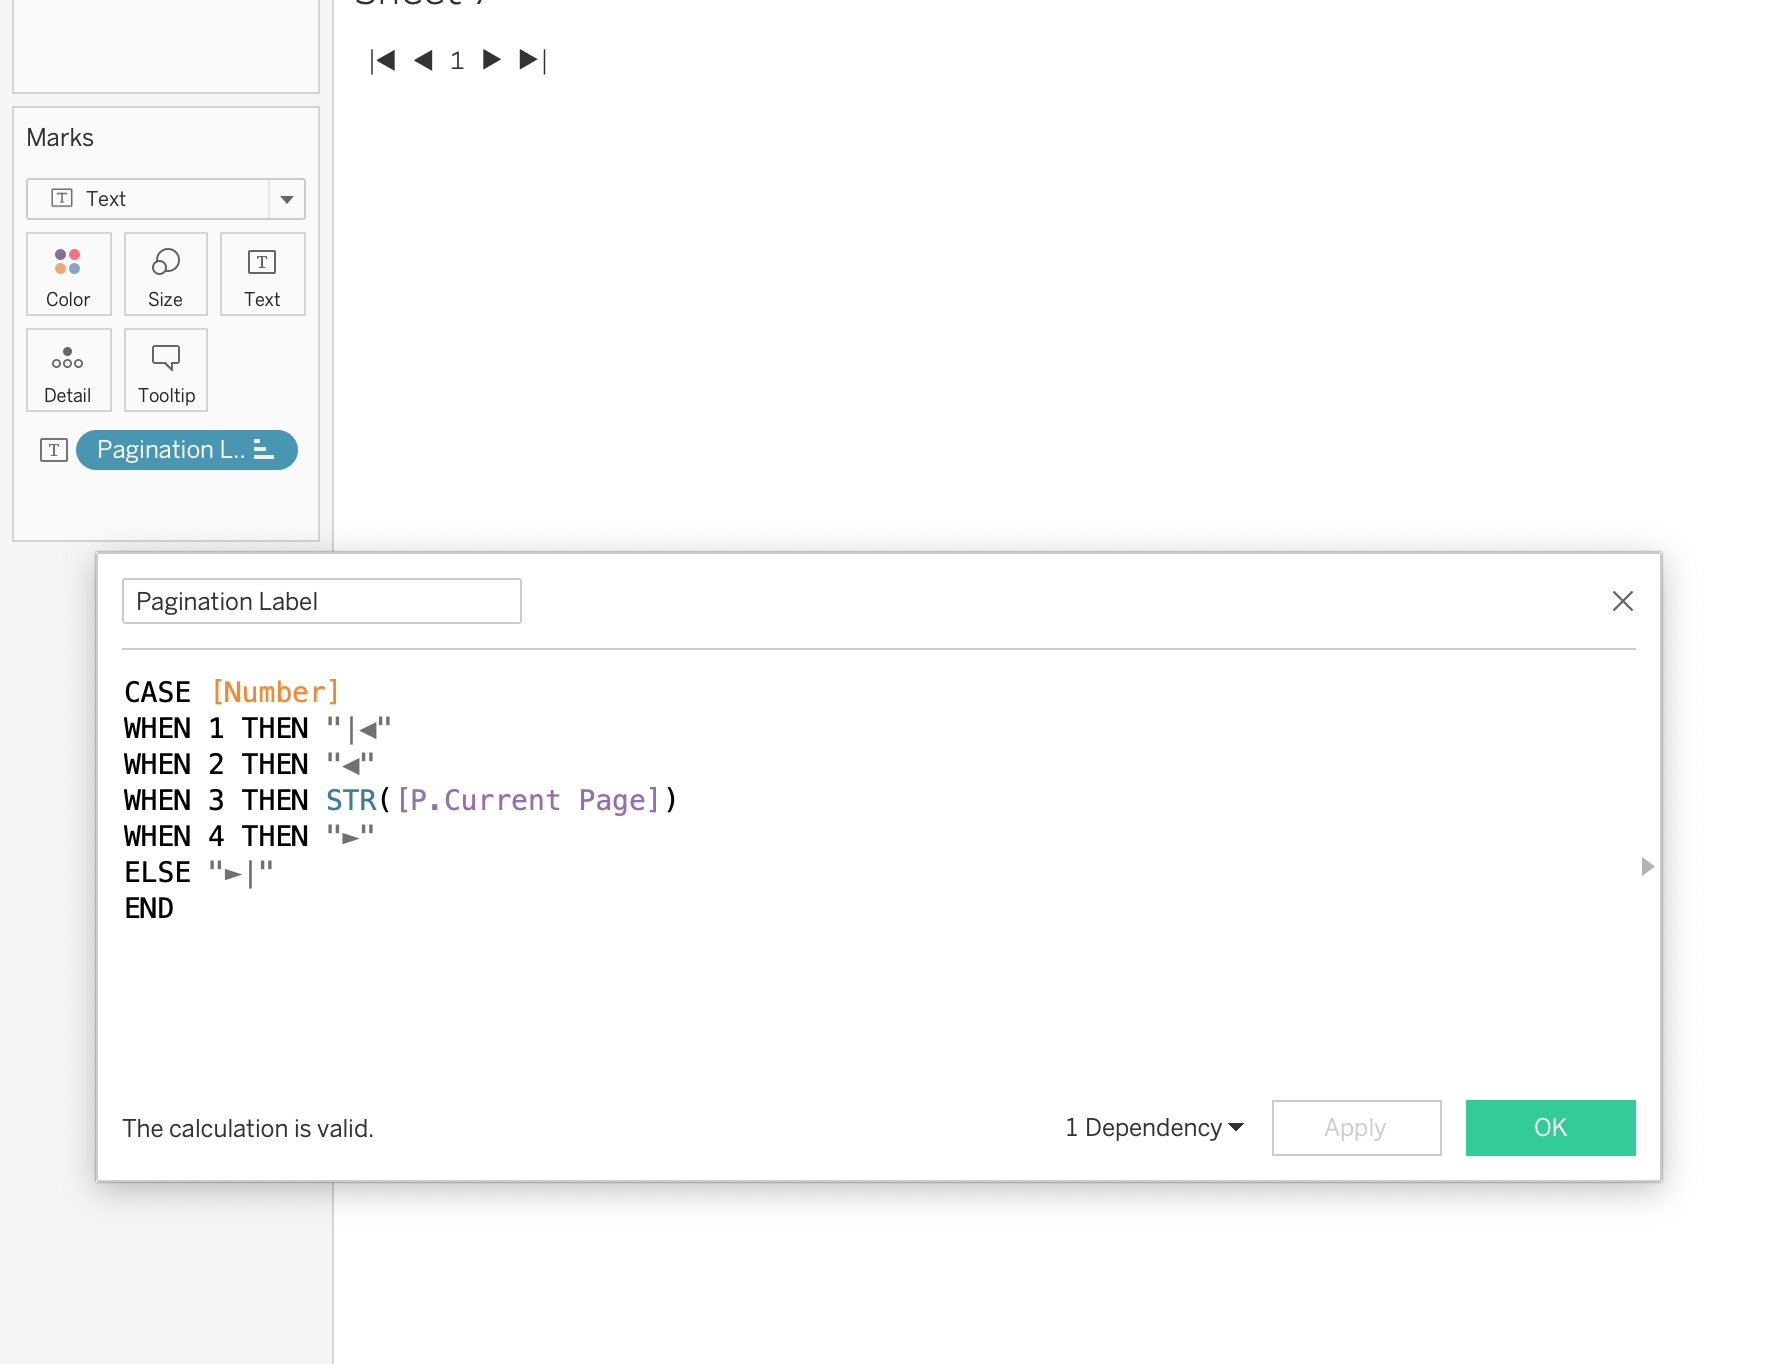 |◀ ◀ 1 ▶ ▶|
Marks
Text
Color Size Text
Detail Tooltip
Pagination L..
Pagination Label
CASE [Number]
WHEN 1 THEN "|◄"
WHEN 2 THEN "◄"
WHEN 3 THEN STR([P.Current Page])
WHEN 4 THEN "►"
ELSE "►|"
END
The calculation is valid.
1 Dependency
Apply
OK